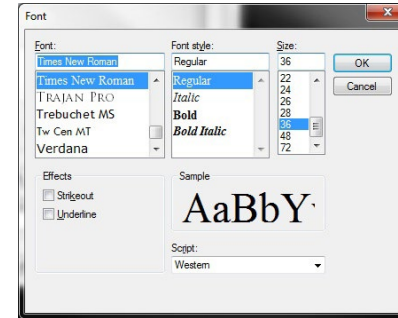 Font
Font:
Times New Roman
Times New Roman
Trajan Pro
Trebuchet MS
Tw Cen MT
Verdana
Font style:
Regular
Regular
Italic
Bold
Bold Italic
Size:
36
22
24
26
28
36
48
72
OK
Cancel
Effects
Strikeout
Underline
Sample
AaBbY
Script:
Western